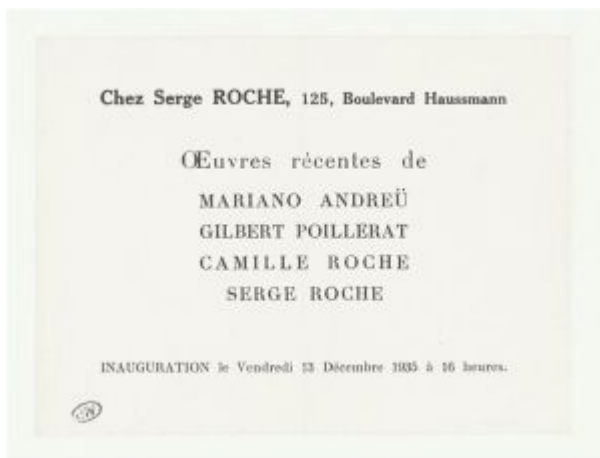 Chez Serge ROCHE, 125, Boulevard Haussmann
Œuvres récentes de
MARIANO ANDREÜ
GILBERT POILLERAT
CAMILLE ROCHE
SERGE ROCHE
INAUGURATION le Vendredi 13 Décembre 1935 à 16 heures.